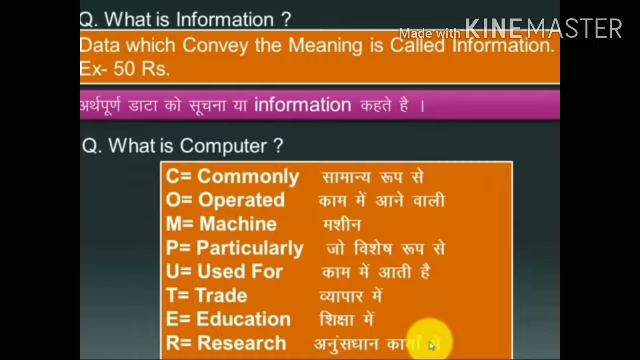 Q. What is Information ?
Made with KINEMASTER
Data which Convey the Meaning is Called Information.
Ex- 50 Rs.
अर्थपूर्ण डाटा को सूचना या information कहते है ।
Q. What is Computer ?
C= Commonly सामान्य रूप से
O= Operated काम में आने वाली
M= Machine मशीन
P= Particularly जो विशेष रूप से
U= Used For काम में आती है
T= Trade व्यापार में
E= Education शिक्षा में
R= Research अनुंसधान कार्यों में